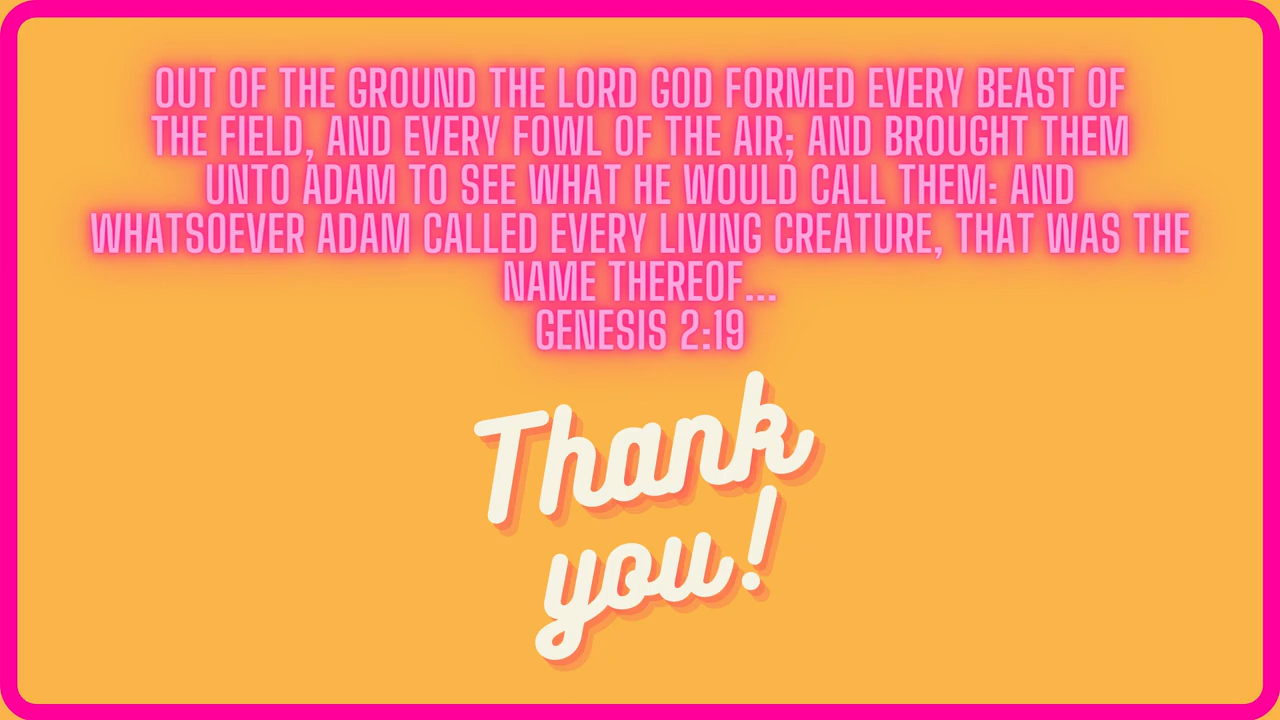 OUT OF THE GROUND THE LORD GOD FORMED EVERY BEAST OF
THE FIELD, AND EVERY FOWL OF THE AIR; AND BROUGHT THEM
UNTO ADAM TO SEE WHAT HE WOULD CALL THEM: AND
WHATSOEVER ADAM CALLED EVERY LIVING CREATURE, THAT WAS THE
NAME THEREOF...
GENESIS 2:19
Thank
you!